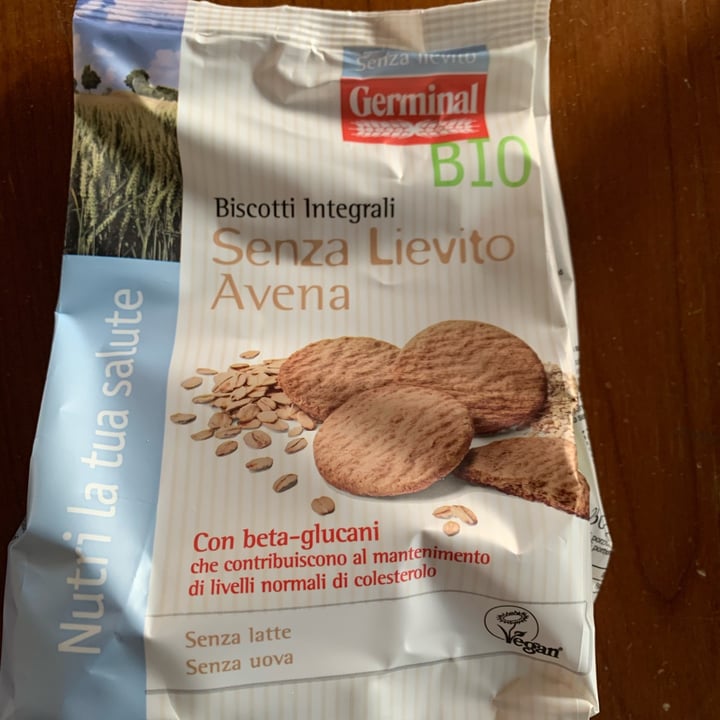 Senza lievito
Germinal
BIO
Biscotti Integrali
Senza Lievito
Avena
Nutri la tua salute
Con beta-glucani
che contribuiscono al mantenimento
di livelli normali di colesterolo
Senza latte
Senza uova
Vegan